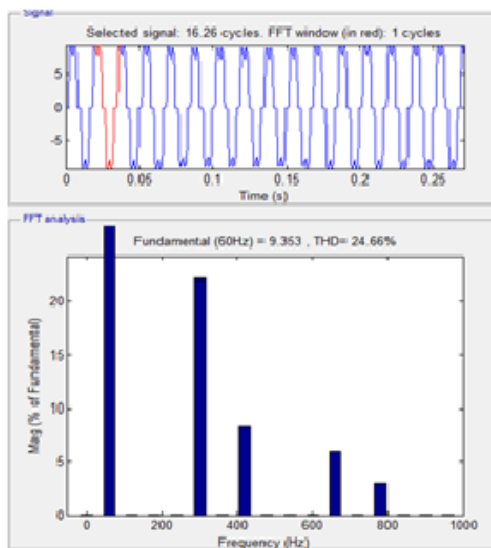 Signal
Selected signal: 16.26 cycles. FFT window (in red): 1 cycles
5
0
-5
0 0.05 0.1 0.15 0.2 0.25
Time (s)
FFT analysis
Fundamental (60Hz) = 9.353 , THD= 24.66%
Mag (% of Fundamental)
20
15
10
5
0
0 200 400 600 800 1000
Frequency (Hz)